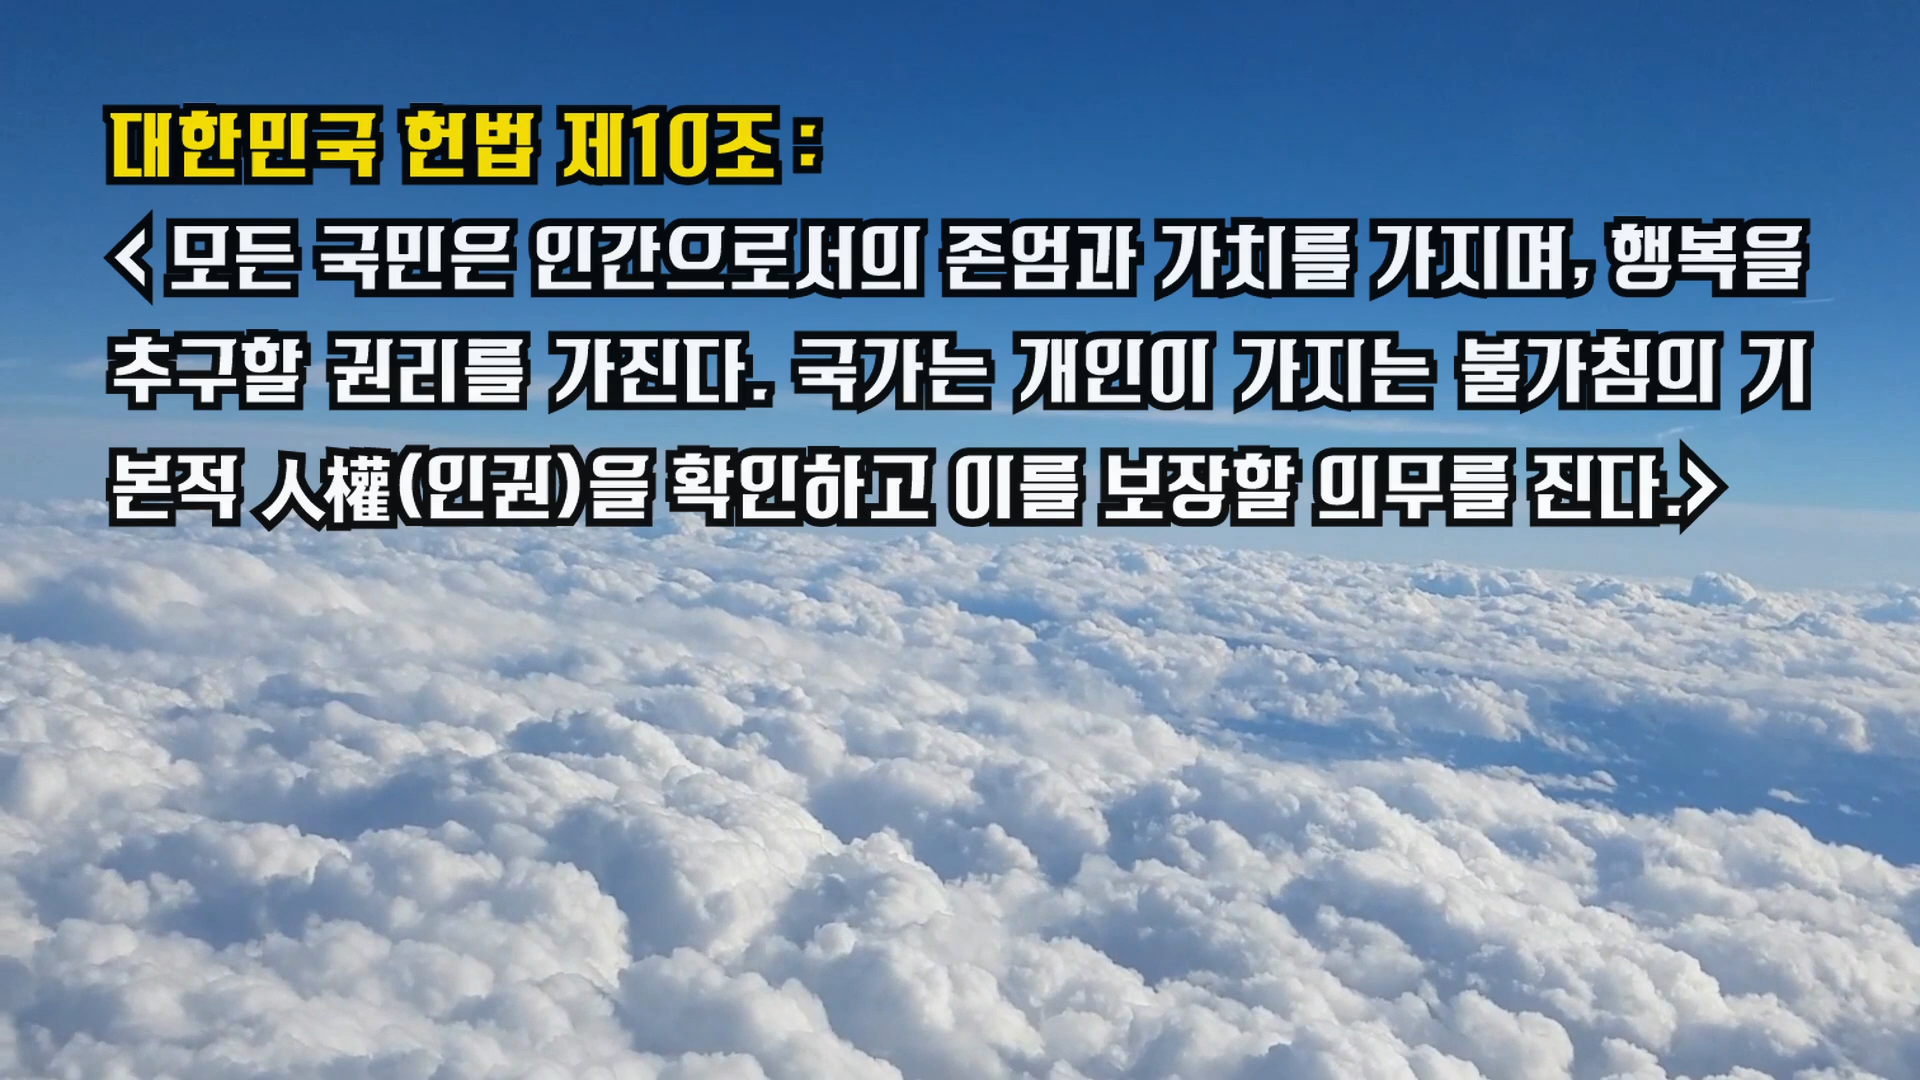 대한민국 헌법 제10조 :
< 모든 국민은 인간으로서의 존엄과 가치를 가지며, 행복을
추구할 권리를 가진다. 국가는 개인이 가지는 불가침의 기
본적 人權(인권)을 확인하고 이를 보장할 의무를 진다.>